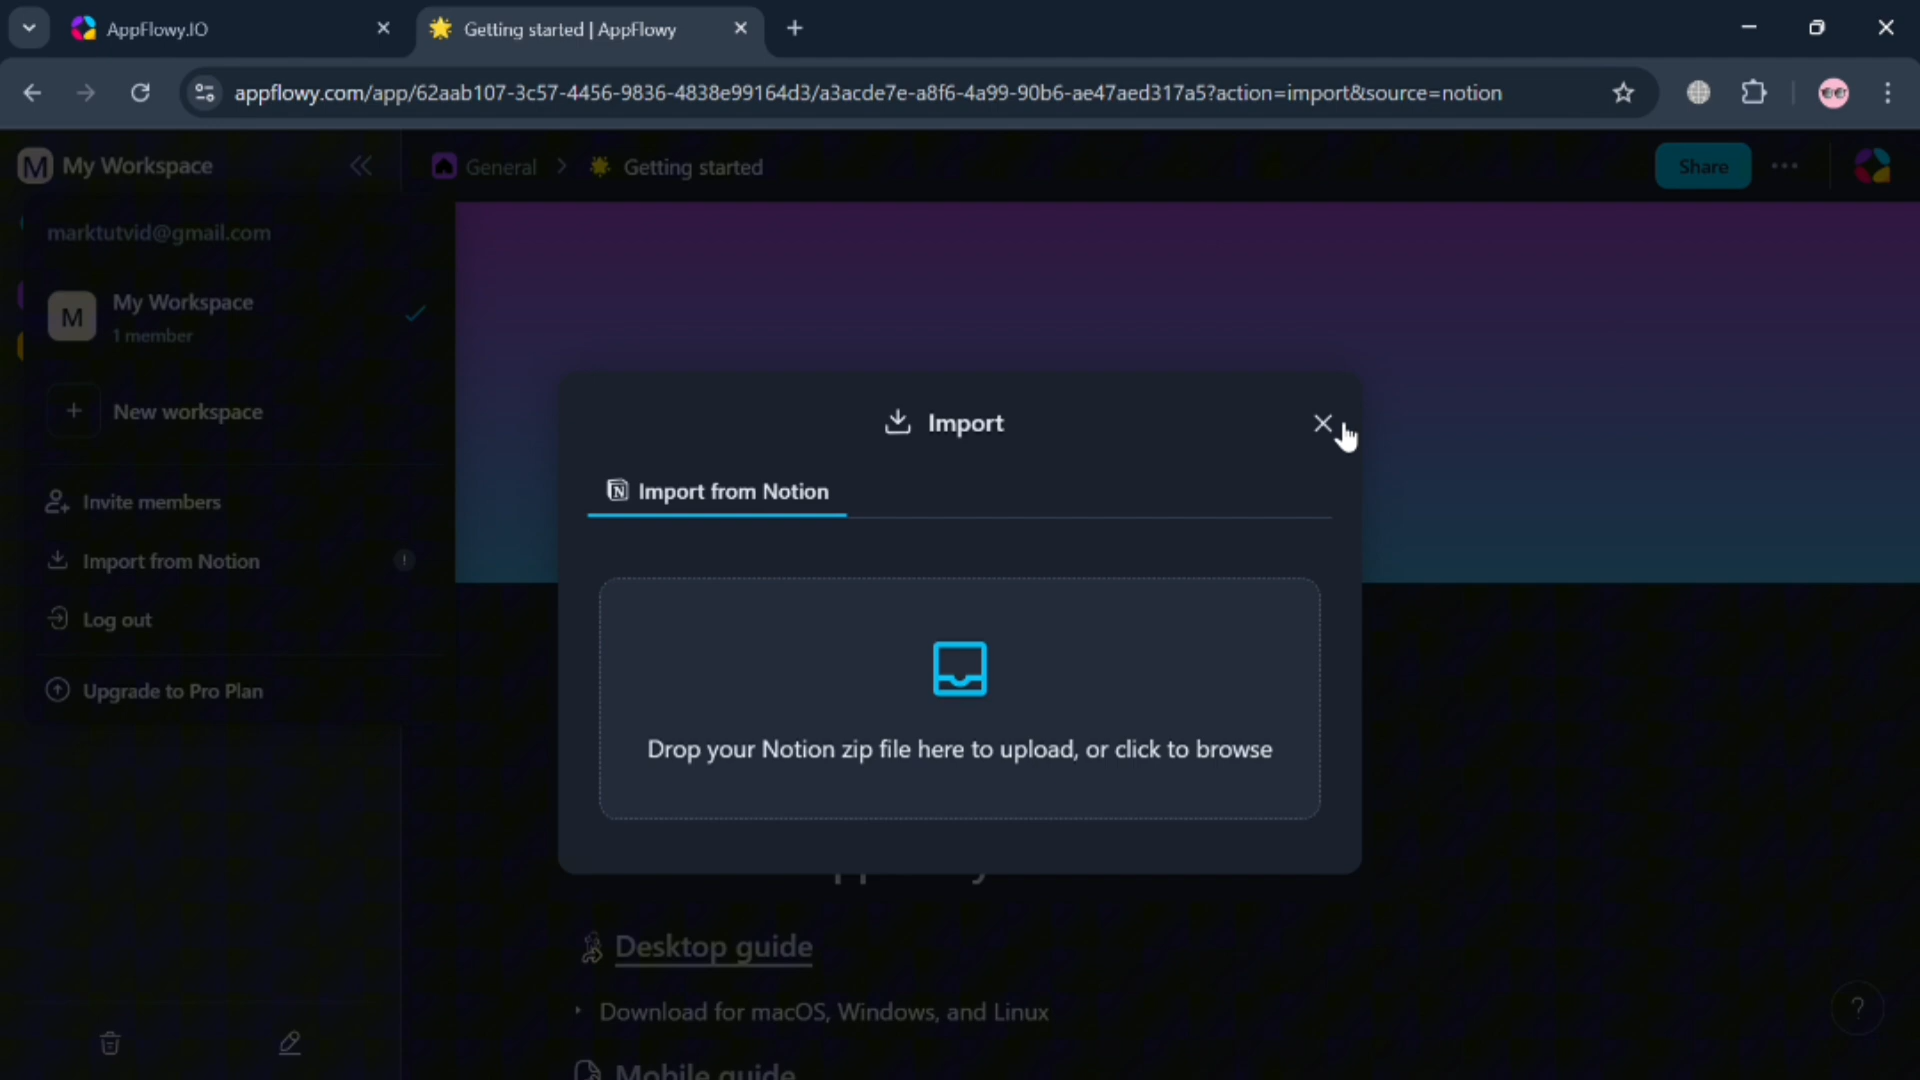 AppFlowy.IO
Getting started | AppFlowy
appflowy.com/app/62aab107-3c57-4456-9836-4838e99164d3/a3acde7e-a8f6-4a99-90b6-ae47aed317a5?action=import&source=notion
M My Workspace
General
Getting started
Share
marktutvid@gmail.com
M
My Workspace
1 member
New workspace
Invite members
Import from Notion
Log out
Upgrade to Pro Plan
Import
Import from Notion
Drop your Notion zip file here to upload, or click to browse
Desktop guide
Download for macOS, Windows, and Linux
Mobile guide